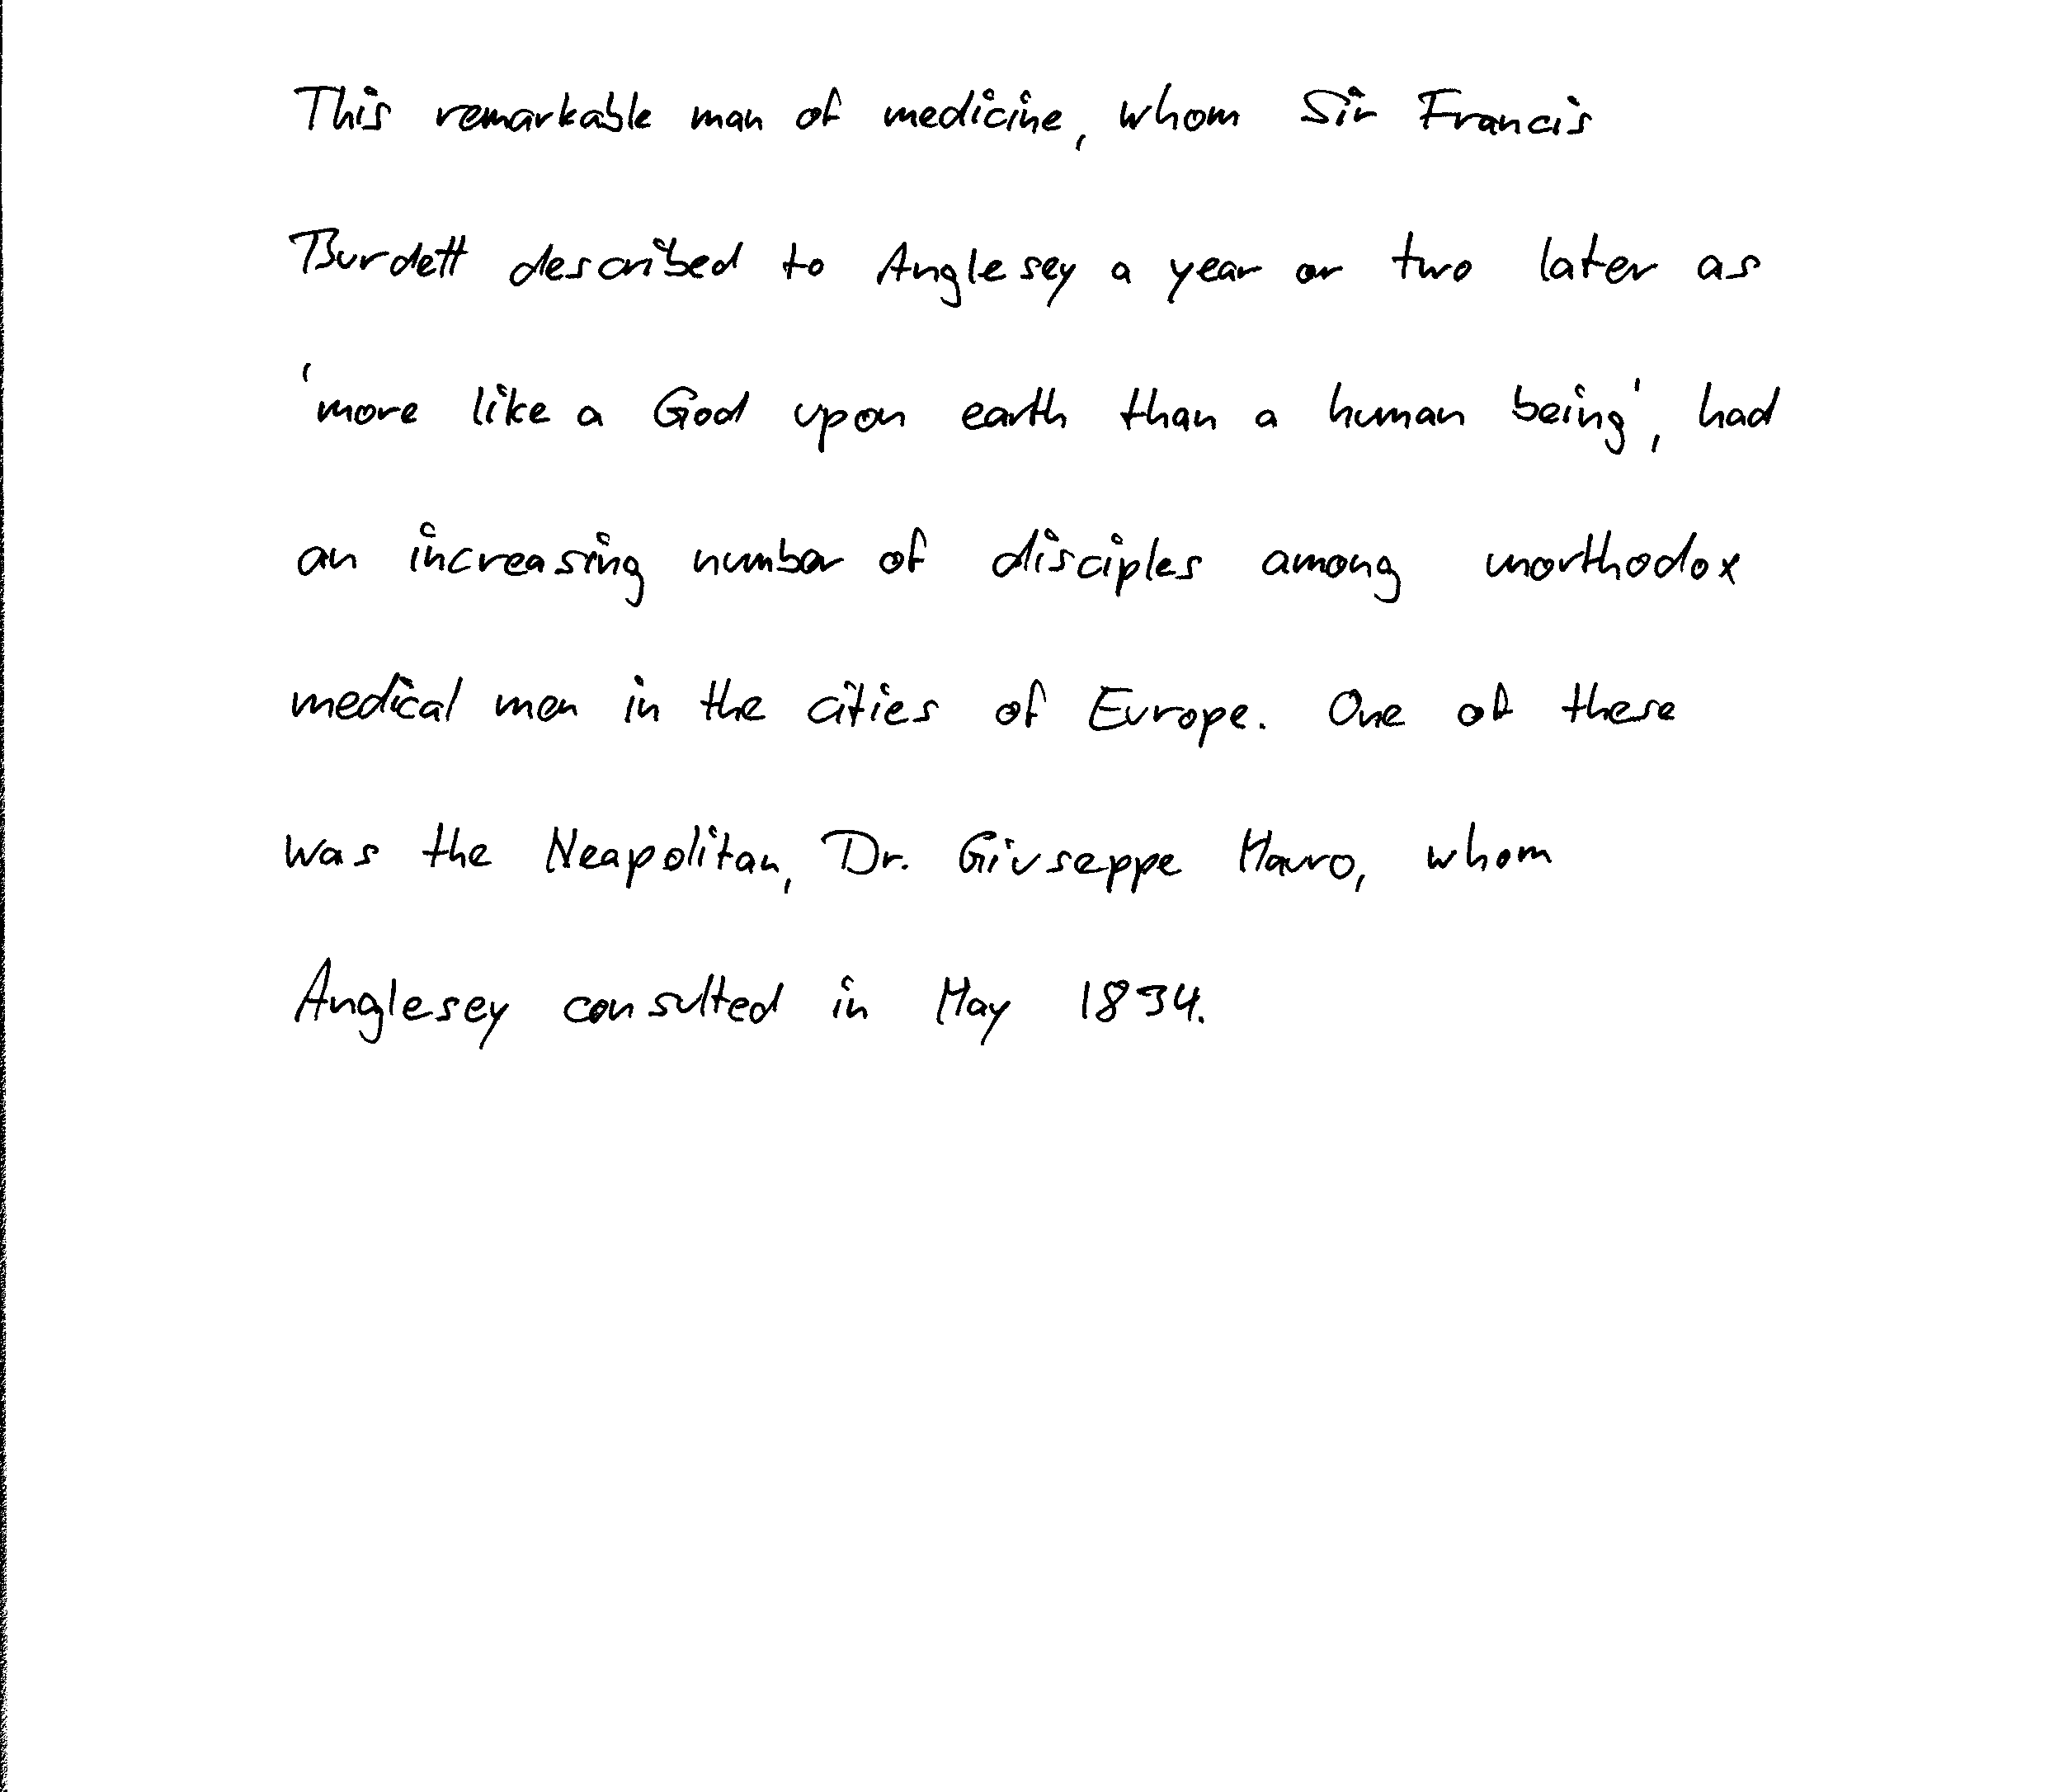 This remarkable man of medicine, whom Sir Francis
Burdett described to Anglesey a year or two later as
'more like a God upon earth than a human being', had
an increasing number of disciples among unorthodox
medical men in the cities of Europe. One of these
was the Neapolitan, Dr. Giuseppe Mauro, whom
Anglesey consulted in May 1834.